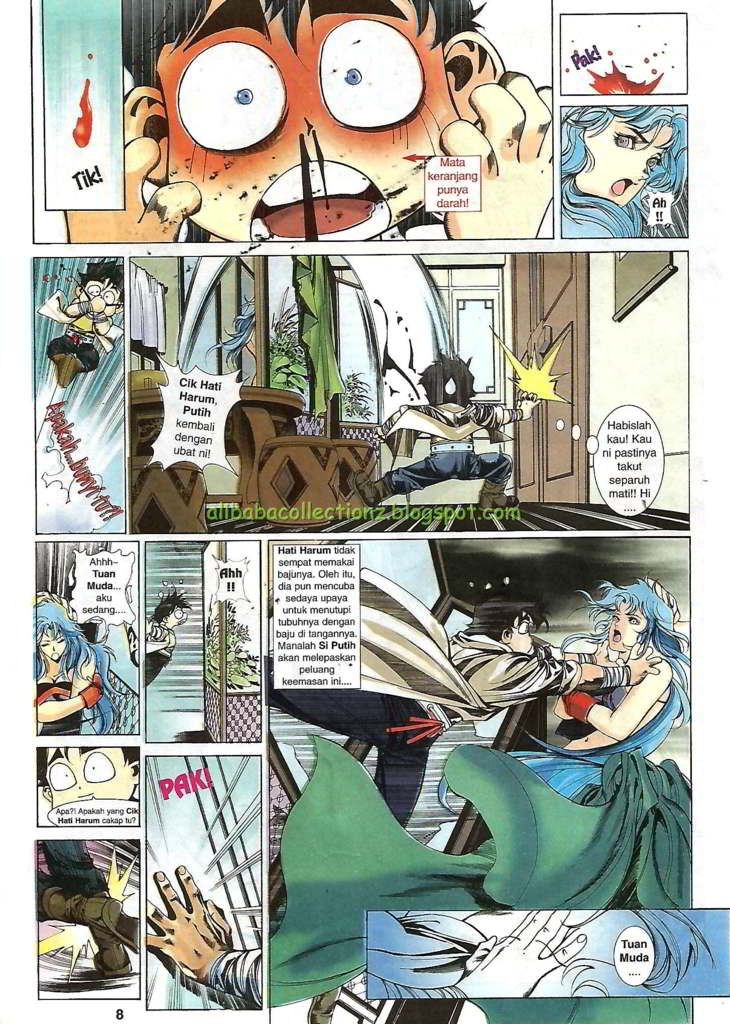 Tik!
Mata
keranjang
punya
darah!
Pak!
Ah
!!
Apakah...bunyi tu?!
Cik Hati
Harum,
Putih
kembali
dengan
ubat ni!
Habislah
kau! Kau
ni pastinya
takut
separuh
mati!! Hi
....
alibabacollectionz.blogspot.com
Ahhh~
Tuan
Muda...
aku
sedang....
Ahh
!!
Hati Harum tidak
sempat memakai
bajunya. Oleh itu,
dia pun mencuba
sedaya upaya
untuk menutupi
tubuhnya dengan
baju di tangannya.
Manalah Si Putih
akan melepaskan
peluang
keemasan ini....
Apa?! Apakah yang Cik
Hati Harum cakap tu?
PAK!
Tuan
Muda
....
8